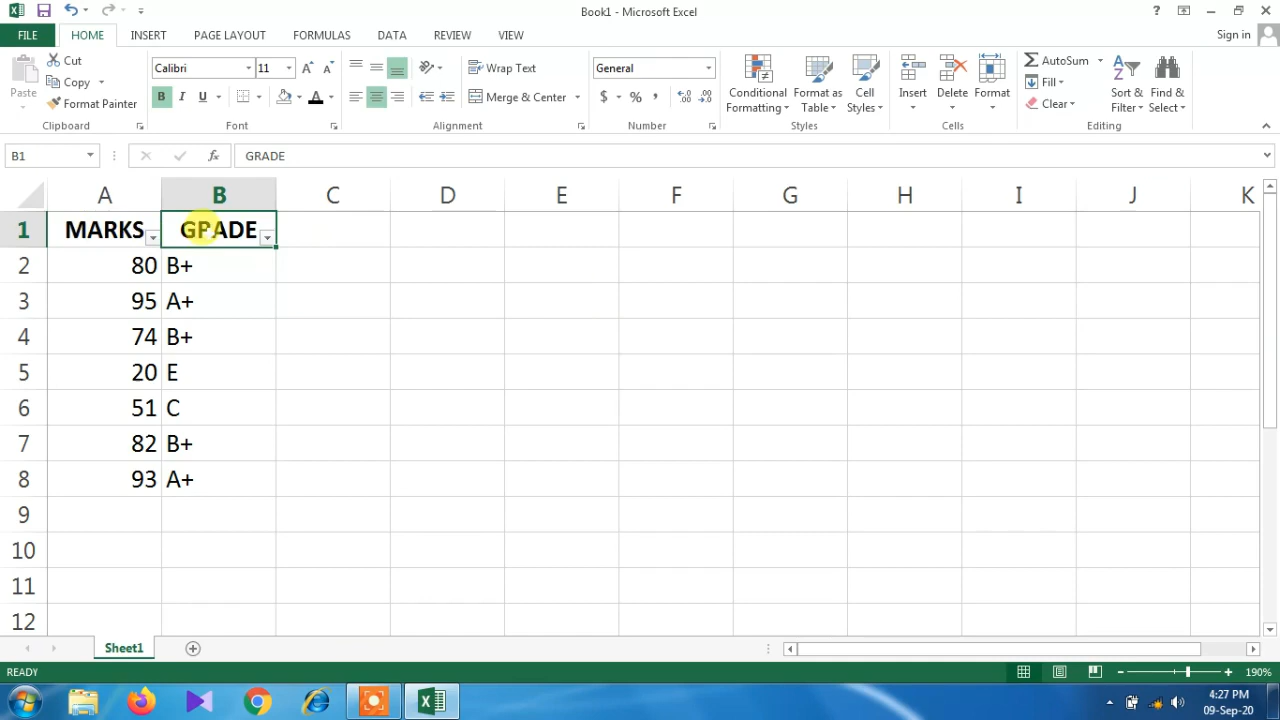 Book1 - Microsoft Excel
?
FILE HOME INSERT PAGE LAYOUT FORMULAS DATA REVIEW VIEW Sign in
Paste
Cut
Copy
Format Painter
Clipboard
Calibri 11
B I U A
Font
Wrap Text
Merge & Center
Alignment
General
$ % ,
Number
Conditional Formatting
Format as Table
Cell Styles
Styles
Insert
Delete
Format
Cells
AutoSum
Fill
Clear
Sort & Filter
Find & Select
Editing
B1 fx GRADE
A B C D E F G H I J K
1 MARKS GRADE
2 80 B+
3 95 A+
4 74 B+
5 20 E
6 51 C
7 82 B+
8 93 A+
9
10
11
12
Sheet1
READY 190%
4:27 PM
09-Sep-20